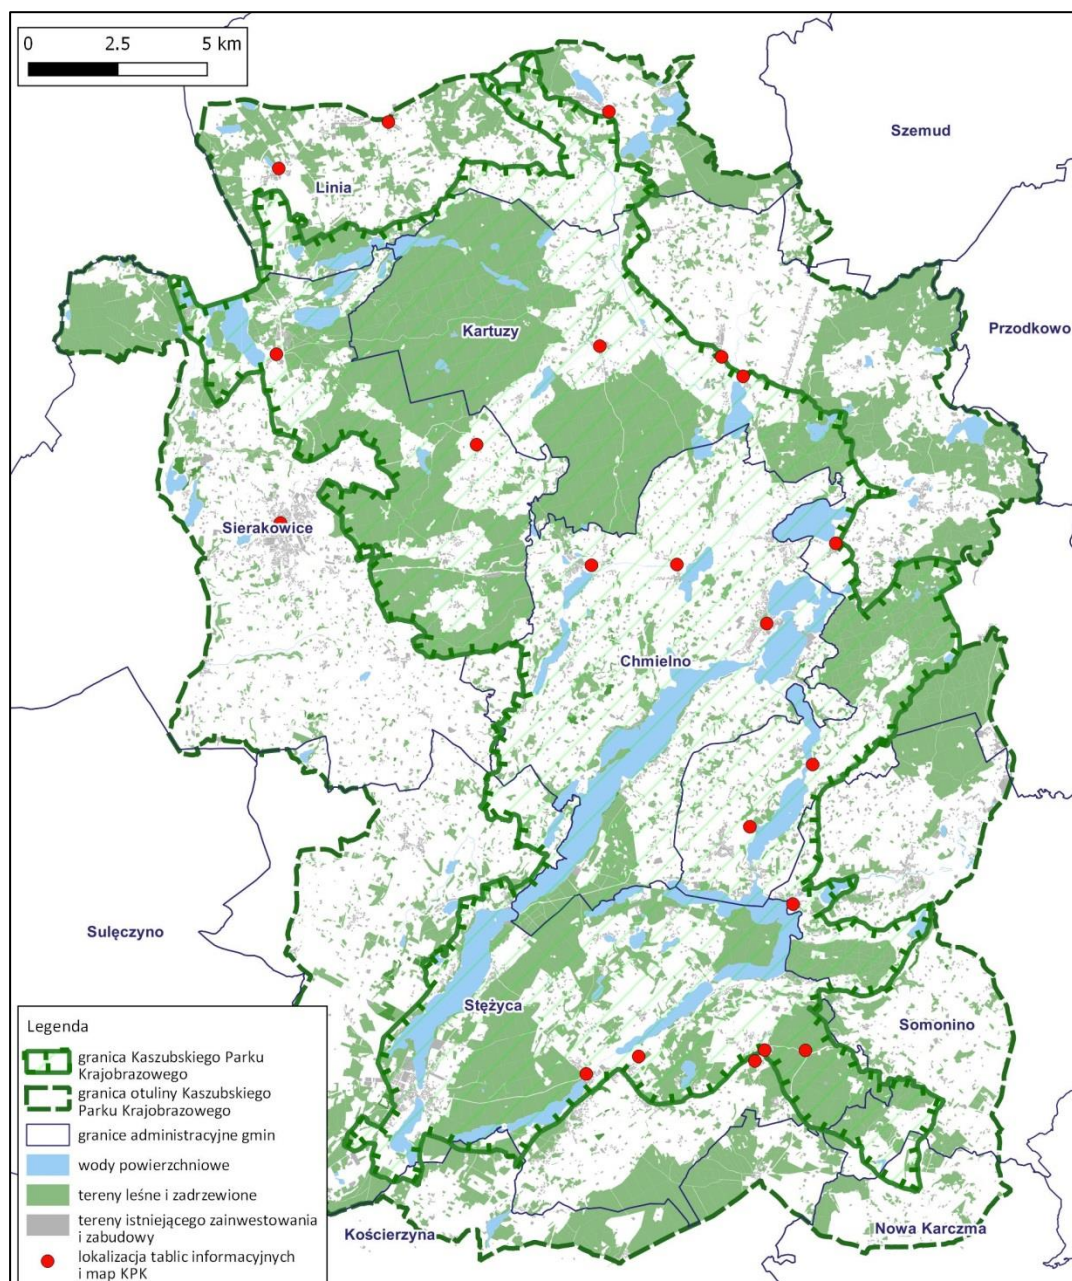 0 2.5 5 km
Szemud
Linia
Kartuzy
Przodkowo
Sierakowice
Chmielno
Sulęczyno
Stężyca
Somonino
Legenda
granica Kaszubskiego Parku
Krajobrazowego
granica otuliny Kaszubskiego
Parku Krajobrazowego
granice administracyjne gmin
wody powierzchniowe
tereny leśne i zadrzewione
tereny istniejącego zainwestowania
i zabudowy
lokalizacja tablic informacyjnych
i map KPK
Kościerzyna
Nowa Karczma